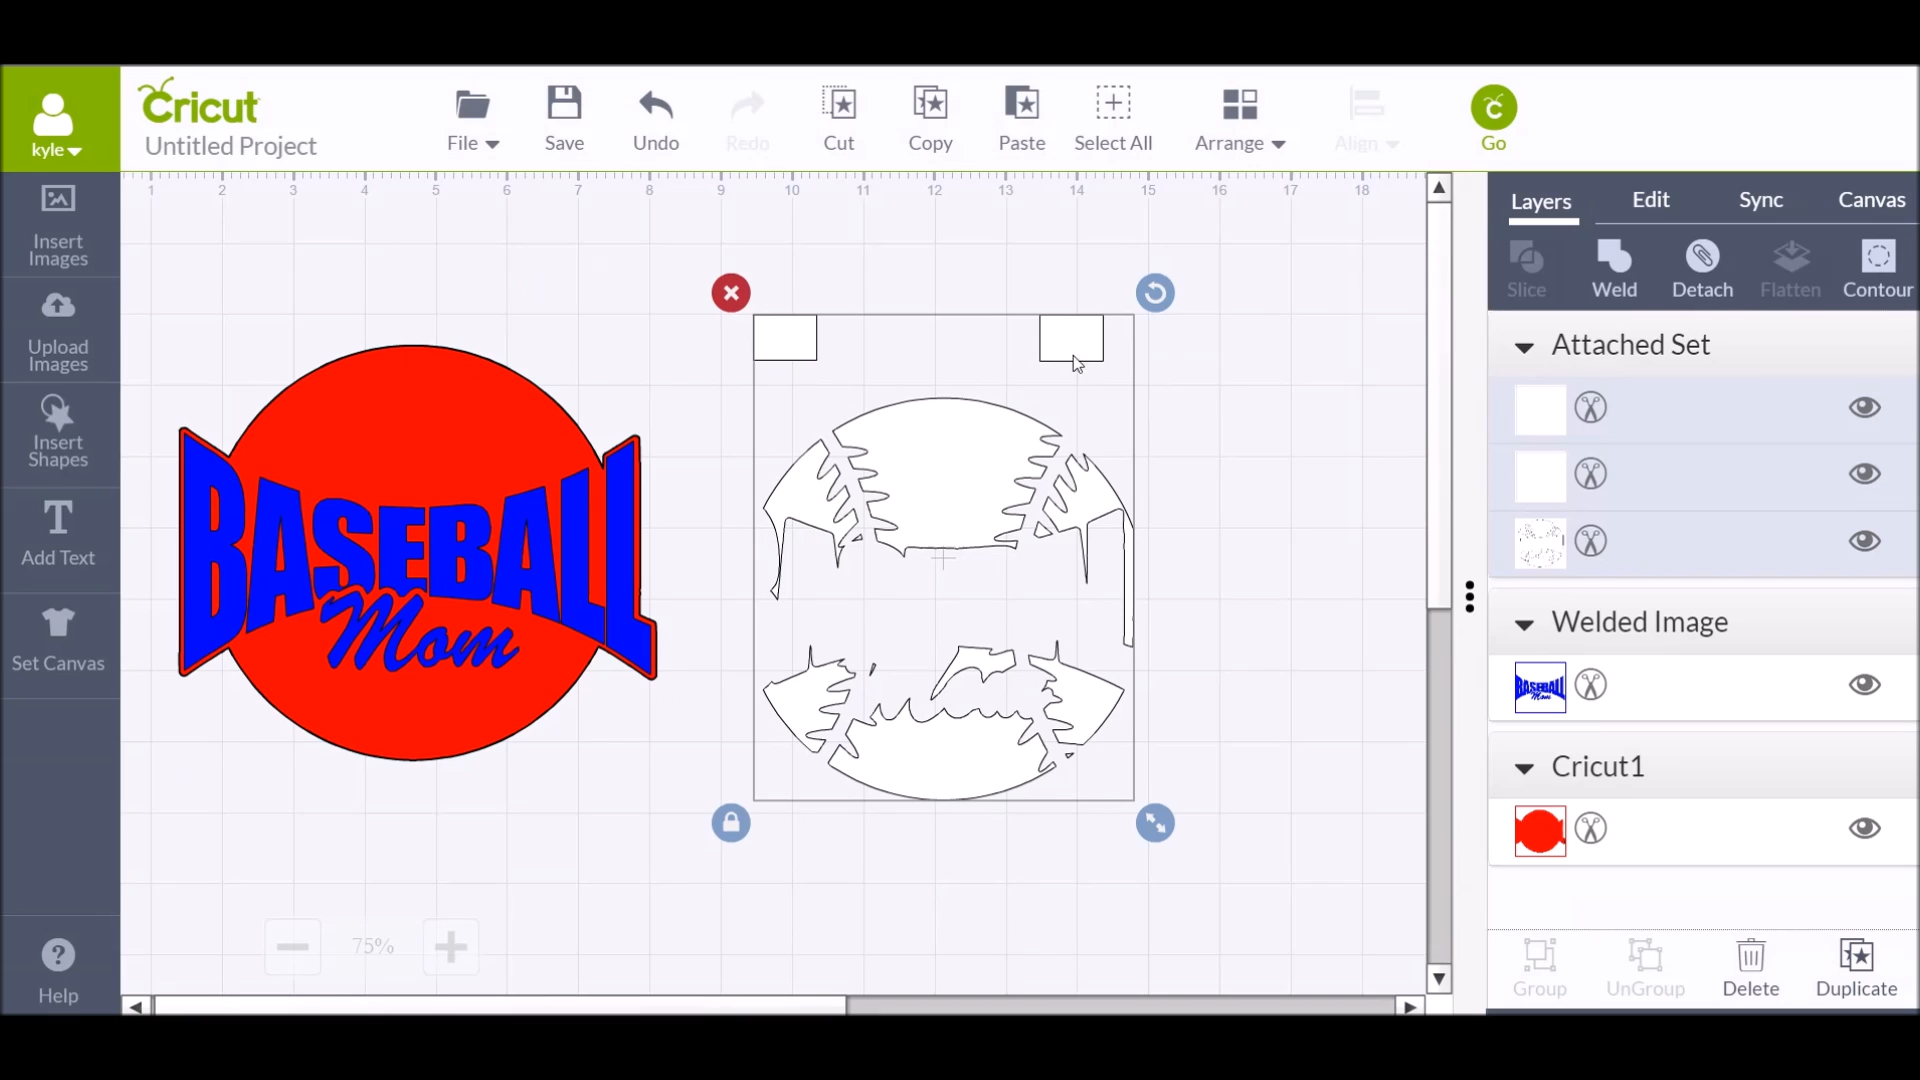 Cricut
Untitled Project
kyle
File
Save
Undo
Redo
Cut
Copy
Paste
Select All
Arrange
Align
Go
1 2 3 4 5 6 7 8 9 10 11 12 13 14 15 16 17 18
Insert
Images
Upload
Images
Insert
Shapes
Add Text
Set Canvas
Help
BASEBALL
Mom
75%
Layers
Edit
Sync
Canvas
Slice
Weld
Detach
Flatten
Contour
Attached Set
Welded Image
BASEBALL
Mom
Cricut1
Group
UnGroup
Delete
Duplicate